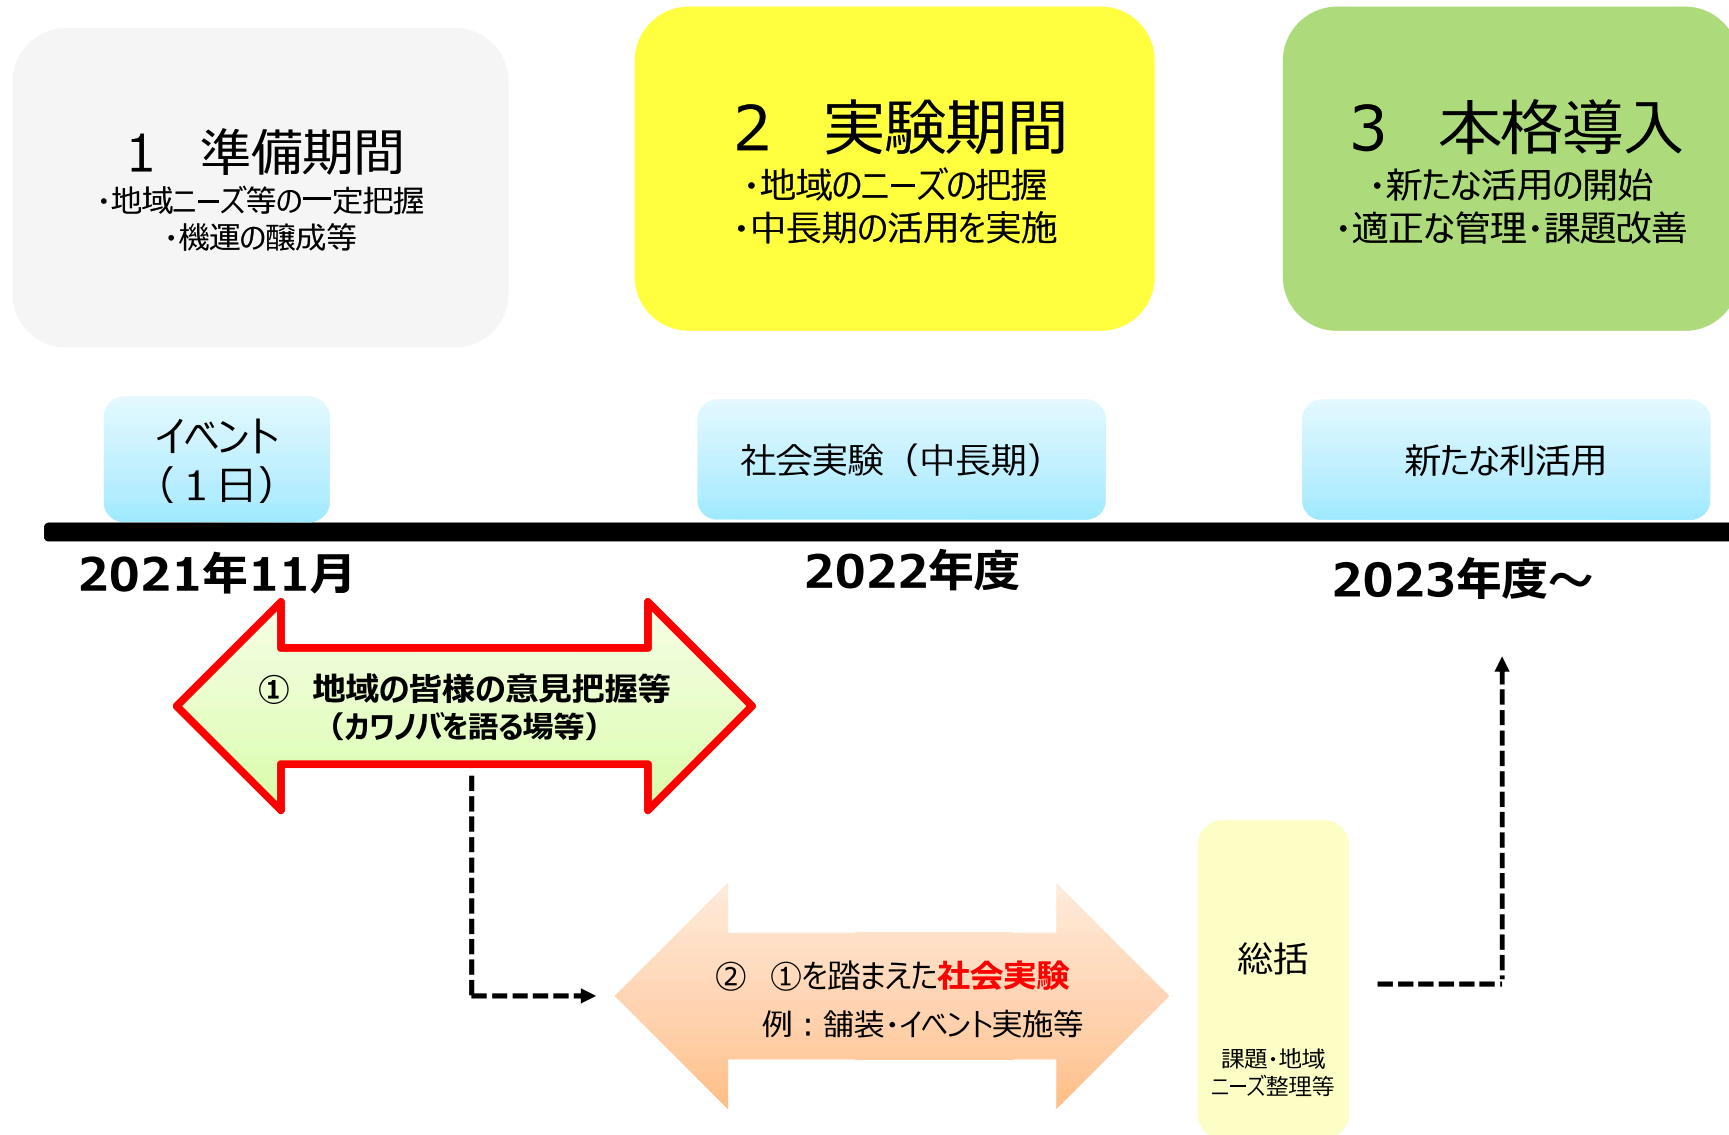 1　準備期間
・地域ニーズ等の一定把握
・機運の醸成等
2　実験期間
・地域のニーズの把握
・中長期の活用を実施
3　本格導入
・新たな活用の開始
・適正な管理・課題改善
イベント
（１日）
社会実験（中長期）
新たな利活用
2021年11月
2022年度
2023年度～
①　地域の皆様の意見把握等
（カワノバを語る場等）
②　①を踏まえた社会実験
例：舗装・イベント実施等
総括
課題・地域
ニーズ整理等